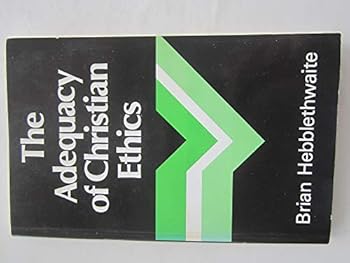 The
Adequacy
of Christian
Ethics
Brian Hebblethwaite